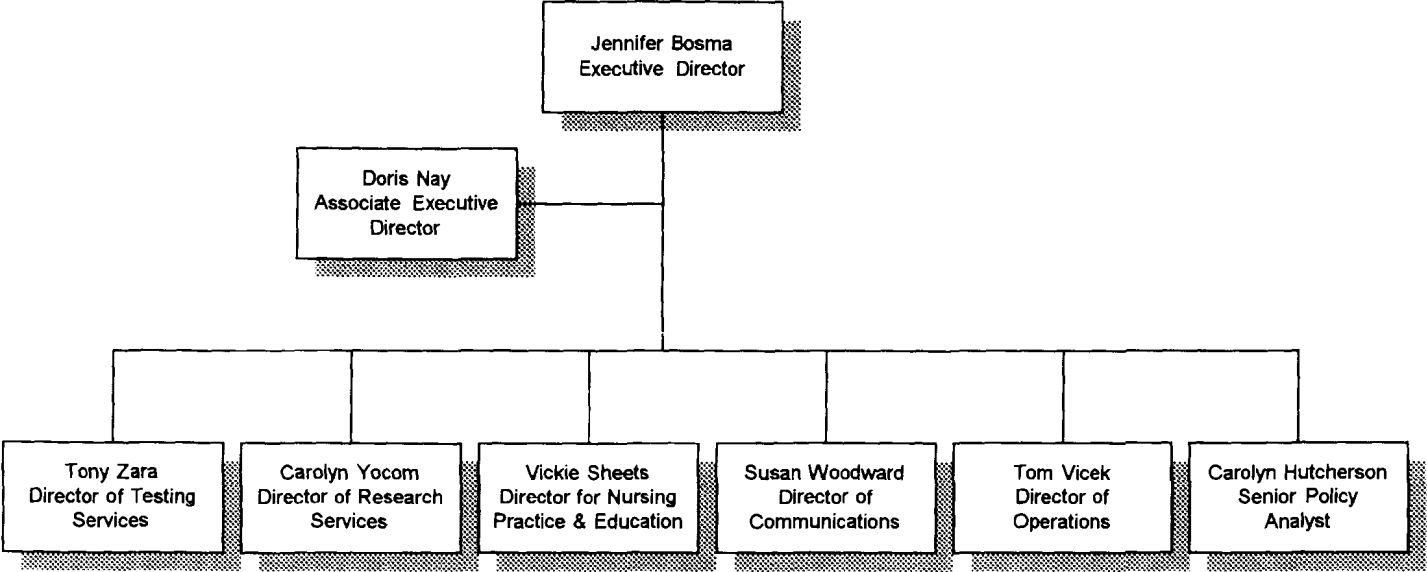 Jennifer Bosma
Executive Director
Doris Nay
Associate Executive
Director
Tony Zara
Director of Testing
Services
Carolyn Yocom
Director of Research
Services
Vickie Sheets
Director for Nursing
Practice & Education
Susan Woodward
Director of
Communications
Tom Vicek
Director of
Operations
Carolyn Hutcherson
Senior Policy
Analyst